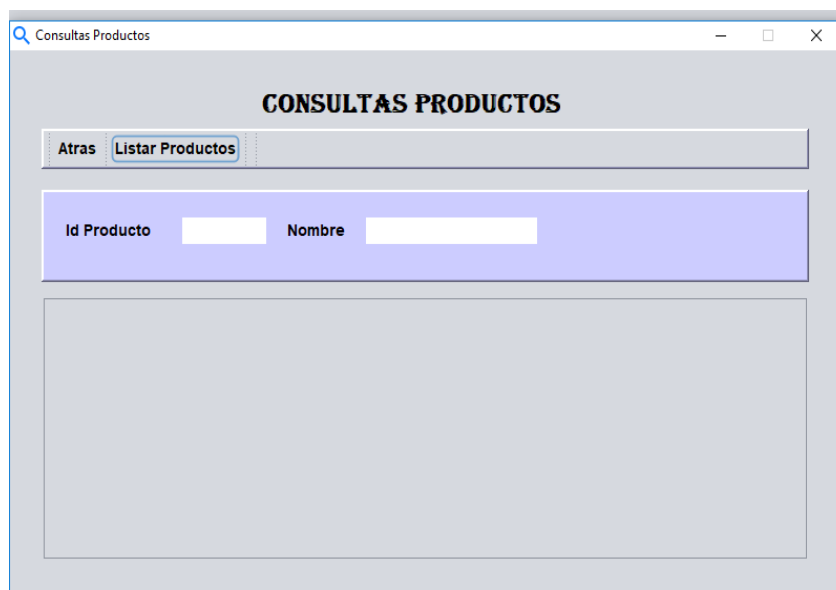 Consultas Productos
CONSULTAS PRODUCTOS
Atras Listar Productos
Id Producto Nombre